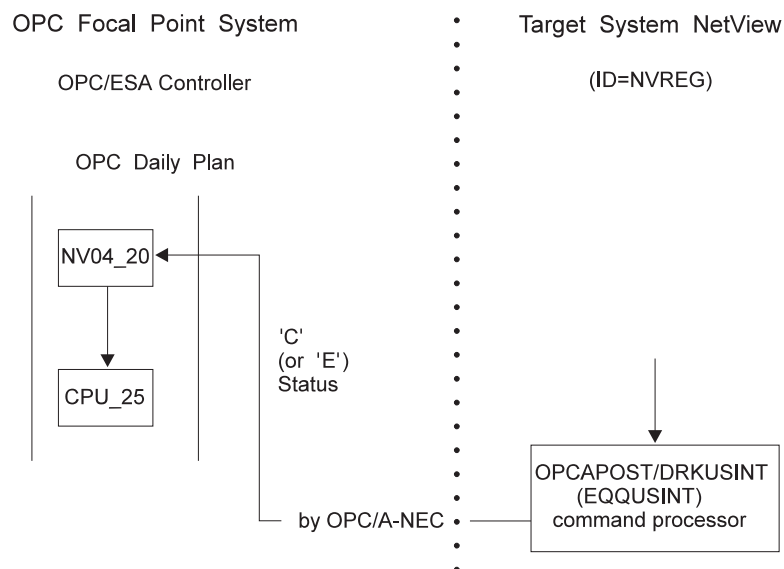 OPC Focal Point System
Target System NetView
OPC/ESA Controller
(ID=NVREG)
OPC Daily Plan
NV04_20
'C'
(or 'E')
Status
CPU_25
OPCAPOST/DRKUSINT
(EQQUSINT)
command processor
by OPC/A-NEC